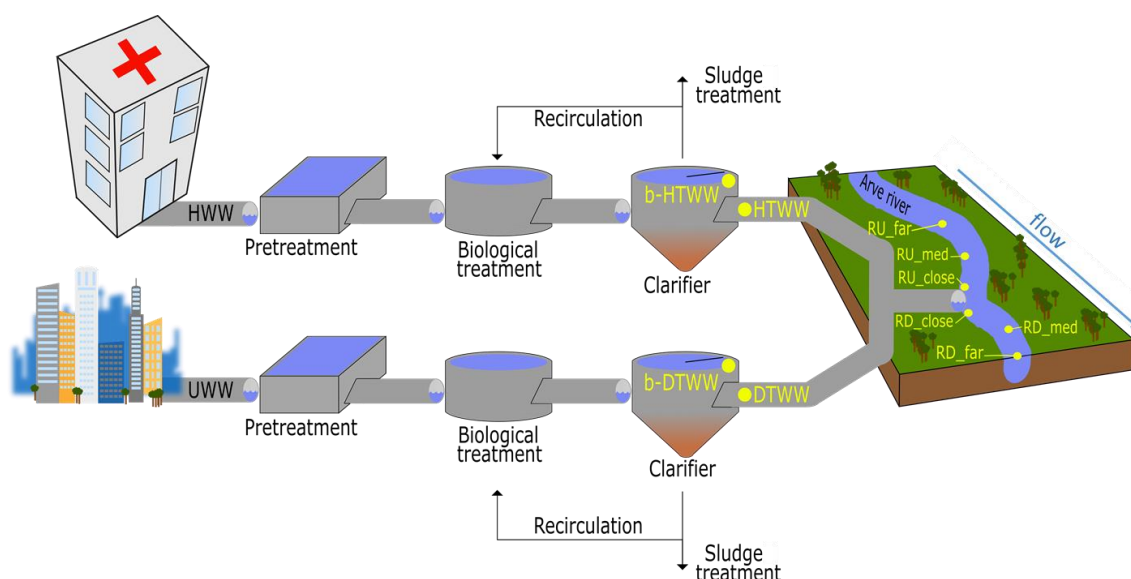 Sludge
treatment
Recirculation
b-HTWW
HWW
HTWW
Pretreatment
Biological
treatment
Clarifier
Arve river
RU_far
RU_med
RU_close
RD_close
RD_med
RD_far
flow
b-DTWW
UWW
DTWW
Pretreatment
Biological
treatment
Clarifier
Recirculation
Sludge
treatment